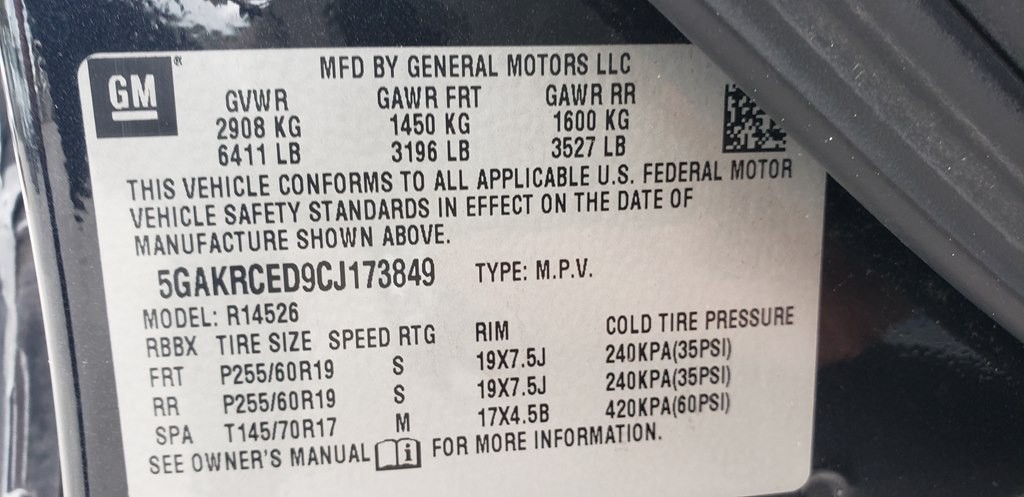 GM®
MFD BY GENERAL MOTORS LLC
GVWR GAWR FRT GAWR RR
2908 KG 1450 KG 1600 KG
6411 LB 3196 LB 3527 LB
THIS VEHICLE CONFORMS TO ALL APPLICABLE U.S. FEDERAL MOTOR
VEHICLE SAFETY STANDARDS IN EFFECT ON THE DATE OF
MANUFACTURE SHOWN ABOVE.
5GAKRCED9CJ173849 TYPE: M.P.V.
MODEL: R14526
RBBX TIRE SIZE SPEED RTG RIM COLD TIRE PRESSURE
FRT P255/60R19 S 19X7.5J 240KPA(35PSI)
RR P255/60R19 S 19X7.5J 240KPA(35PSI)
SPA T145/70R17 M 17X4.5B 420KPA(60PSI)
SEE OWNER'S MANUAL i FOR MORE INFORMATION.